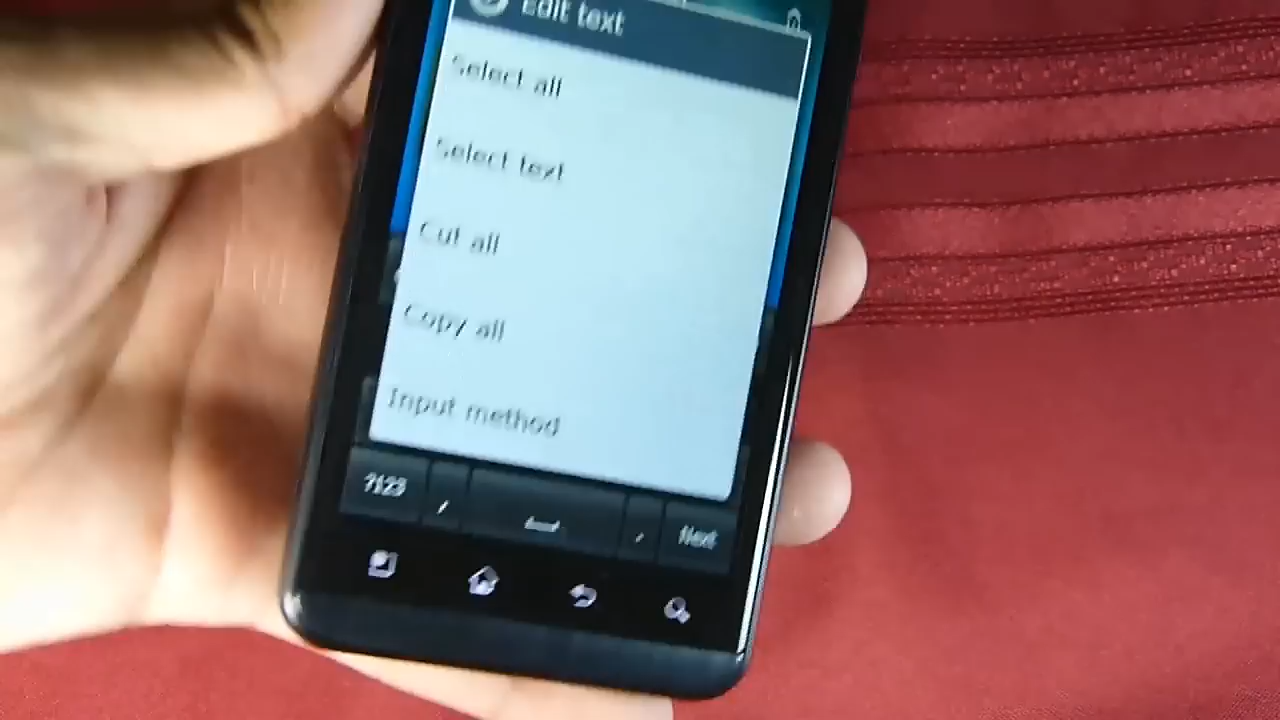 Edit text
Select all
Select text
Cut all
Copy all
Input method
?123
Next